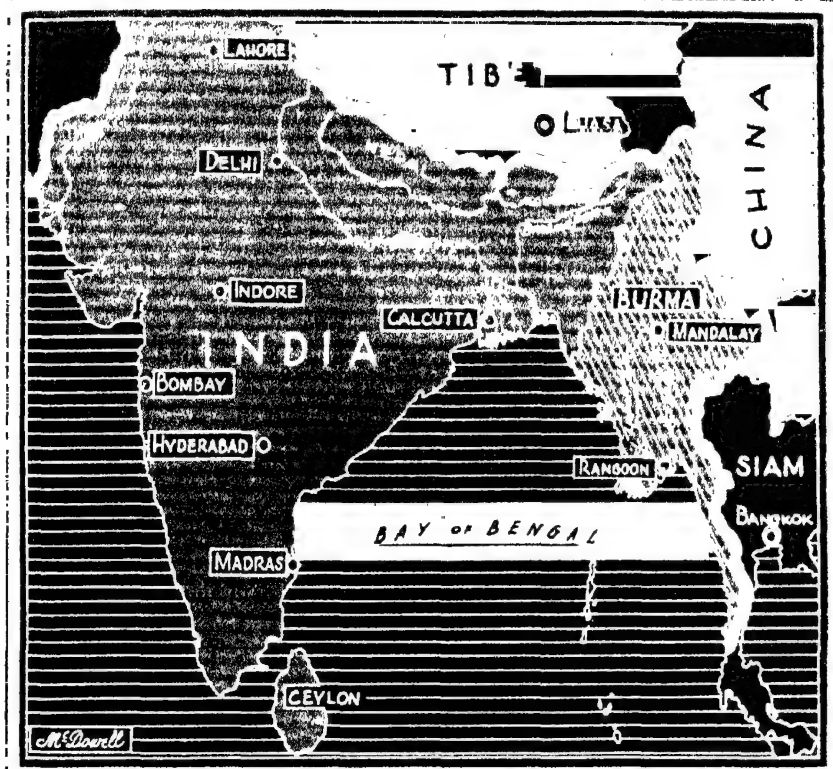 LAHORE
TIB
CHINA
DELHI
INDORE
CALCUTTA
BURMA
MANDALAY
INDIA
BOMBAY
HYDERABAD
RANGOON
SIAM
BANGKOK
BAY OF BENGAL
MADRAS
CEYLON
McDowell